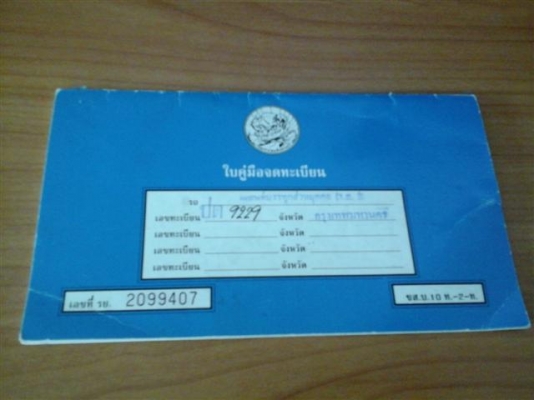 ใบคู่มือจดทะเบียน
รถ
เลขทะเบียน 9229 จังหวัด กรุงเทพมหานคร
เลขทะเบียน จังหวัด
เลขทะเบียน จังหวัด
เลขทะเบียน จังหวัด
เลขที่ รย. 2099407
ขส.บ.10 พ.-2-ช.